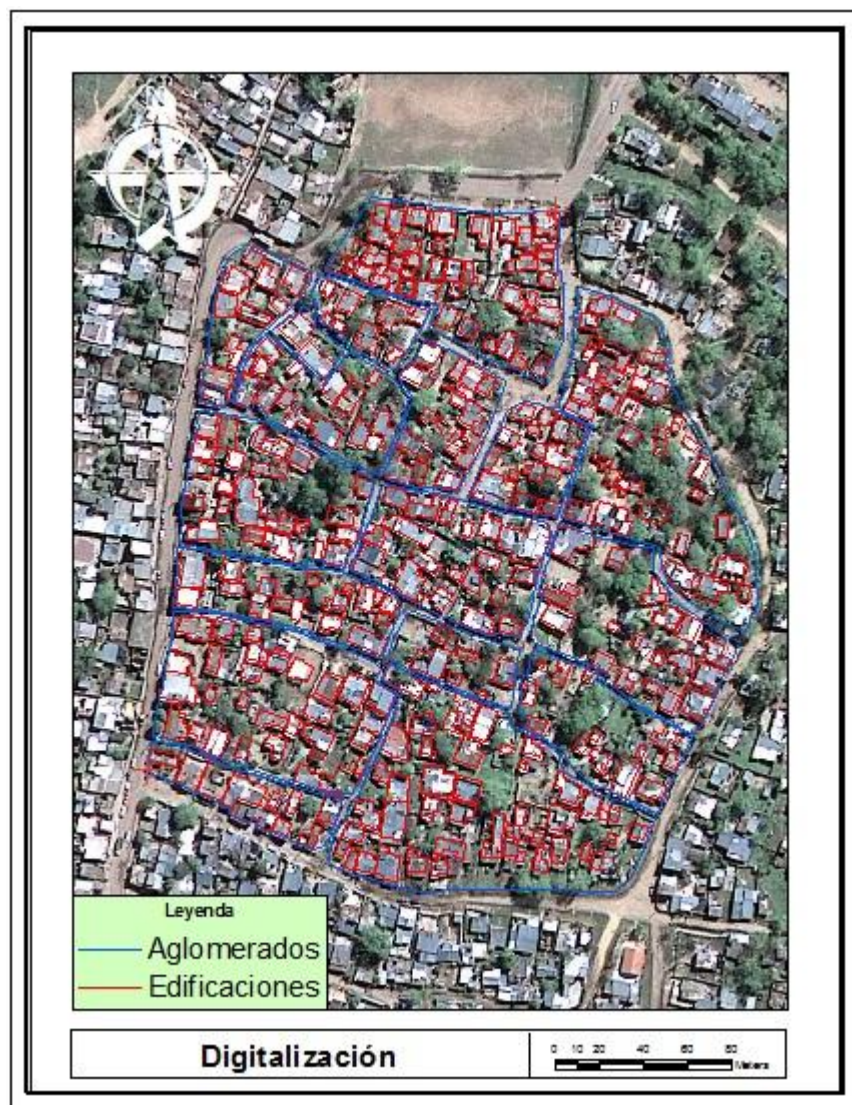 Leyenda
Aglomerados
Edificaciones
Digitalización
0 10 20 40 60 80
Meters